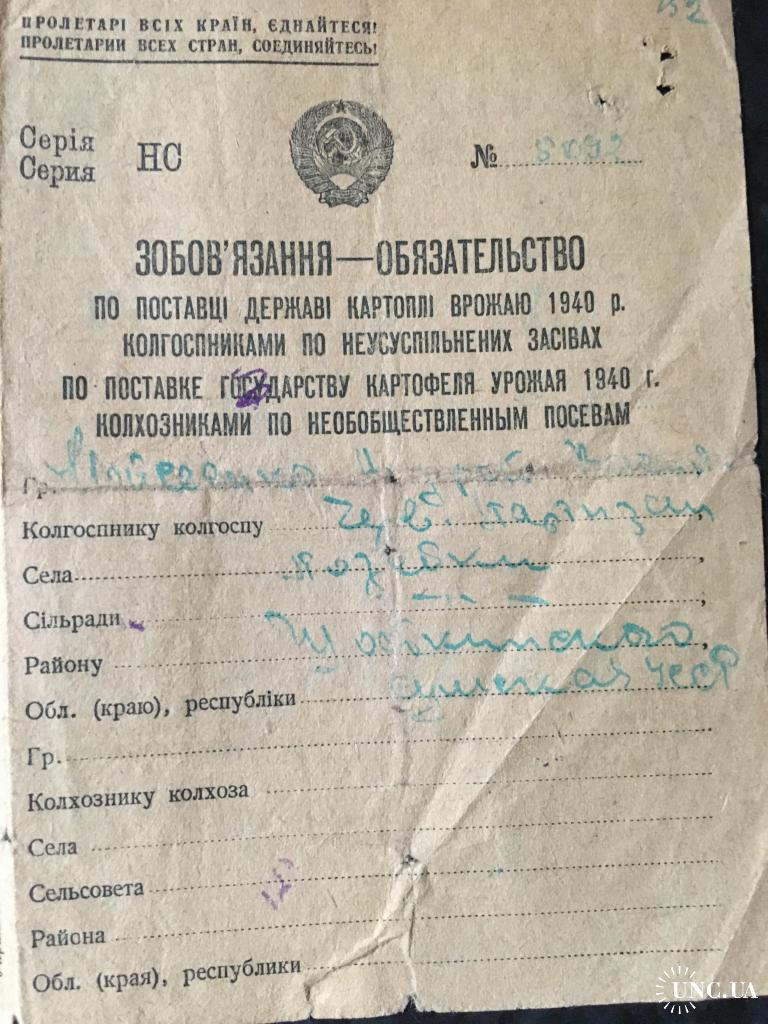 ПРОЛЕТАРІ ВСІХ КРАЇН, ЄДНАЙТЕСЯ!
ПРОЛЕТАРИИ ВСЕХ СТРАН, СОЕДИНЯЙТЕСЬ!
Серія
Серия
НС
№
ЗОБОВ'ЯЗАННЯ—ОБЯЗАТЕЛЬСТВО
ПО ПОСТАВЦІ ДЕРЖАВІ КАРТОПЛІ ВРОЖАЮ 1940 р.
КОЛГОСПНИКАМИ ПО НЕУСУСПІЛЬНЕНИХ ЗАСІВАХ
ПО ПОСТАВКЕ ГОСУДАРСТВУ КАРТОФЕЛЯ УРОЖАЯ 1940 г.
КОЛХОЗНИКАМИ ПО НЕОБОБЩЕСТВЛЕННЫМ ПОСЕВАМ
Гр.
Колгоспнику колгоспу Черв. Партизан,
Села
Сільради
Району
Обл. (краю), республіки
Гр.
Колхознику колхоза
Села
Сельсовета
Района
Обл. (края), республики
UNC.UA